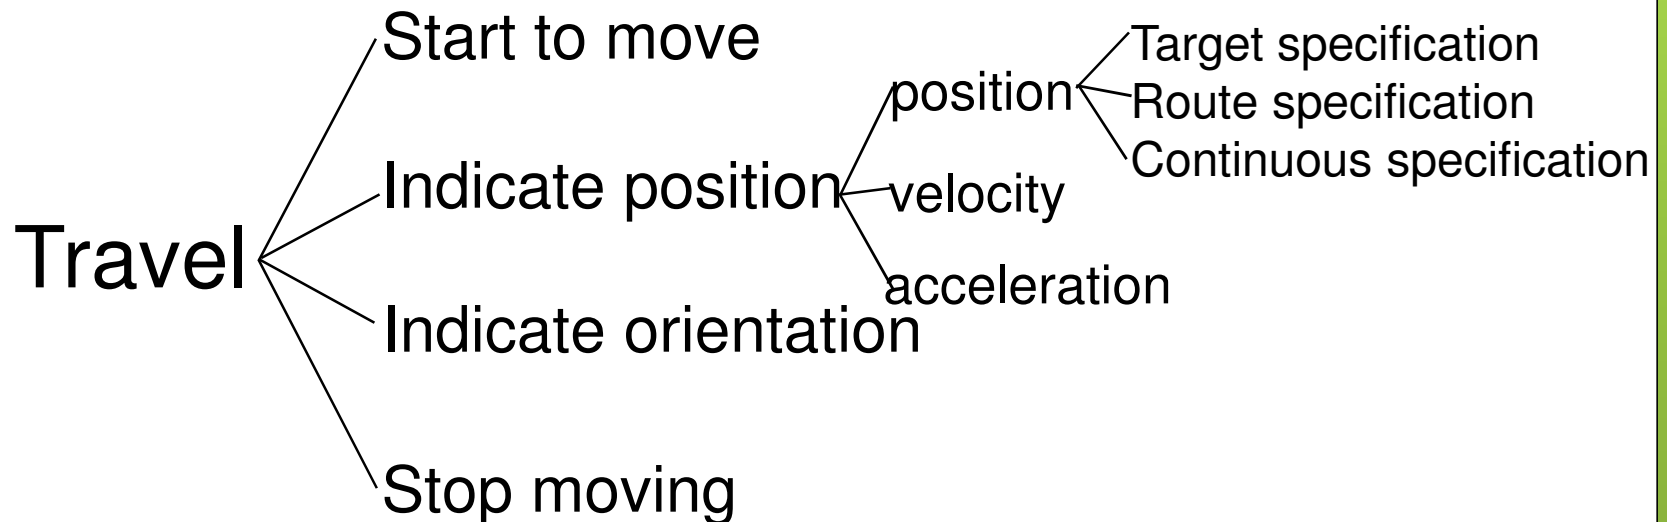 Travel
Start to move
Indicate position
position
Target specification
Route specification
Continuous specification
velocity
acceleration
Indicate orientation
Stop moving